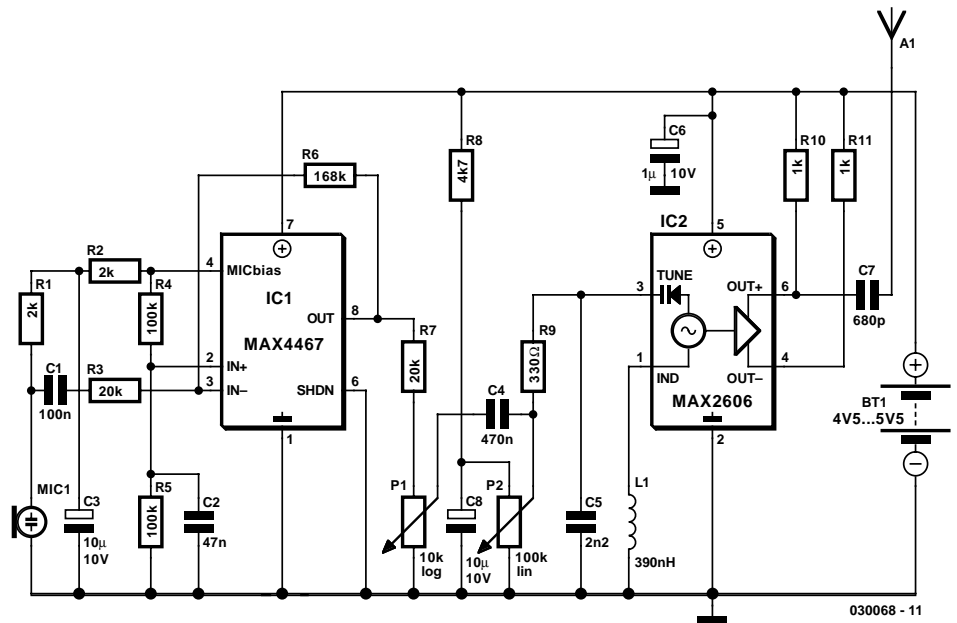 A1
R6
168k
R8
4k7
C6
1µ
10V
R10
1k
R11
1k
7
IC2
5
R2
2k
4
MICbias
TUNE
R1
2k
R4
100k
IC1
3
OUT+
6
C7
680p
OUT
8
R7
20k
R9
330Ω
MAX4467
C1
100n
R3
20k
2
IN+
3
IN–
SHDN
6
C4
470n
1
IND
OUT–
4
MAX2606
BT1
4V5...5V5
1
2
MIC1
C3
10µ
10V
R5
100k
C2
47n
P1
10k
log
C8
10µ
10V
P2
100k
lin
C5
2n2
L1
390nH
030068 - 11